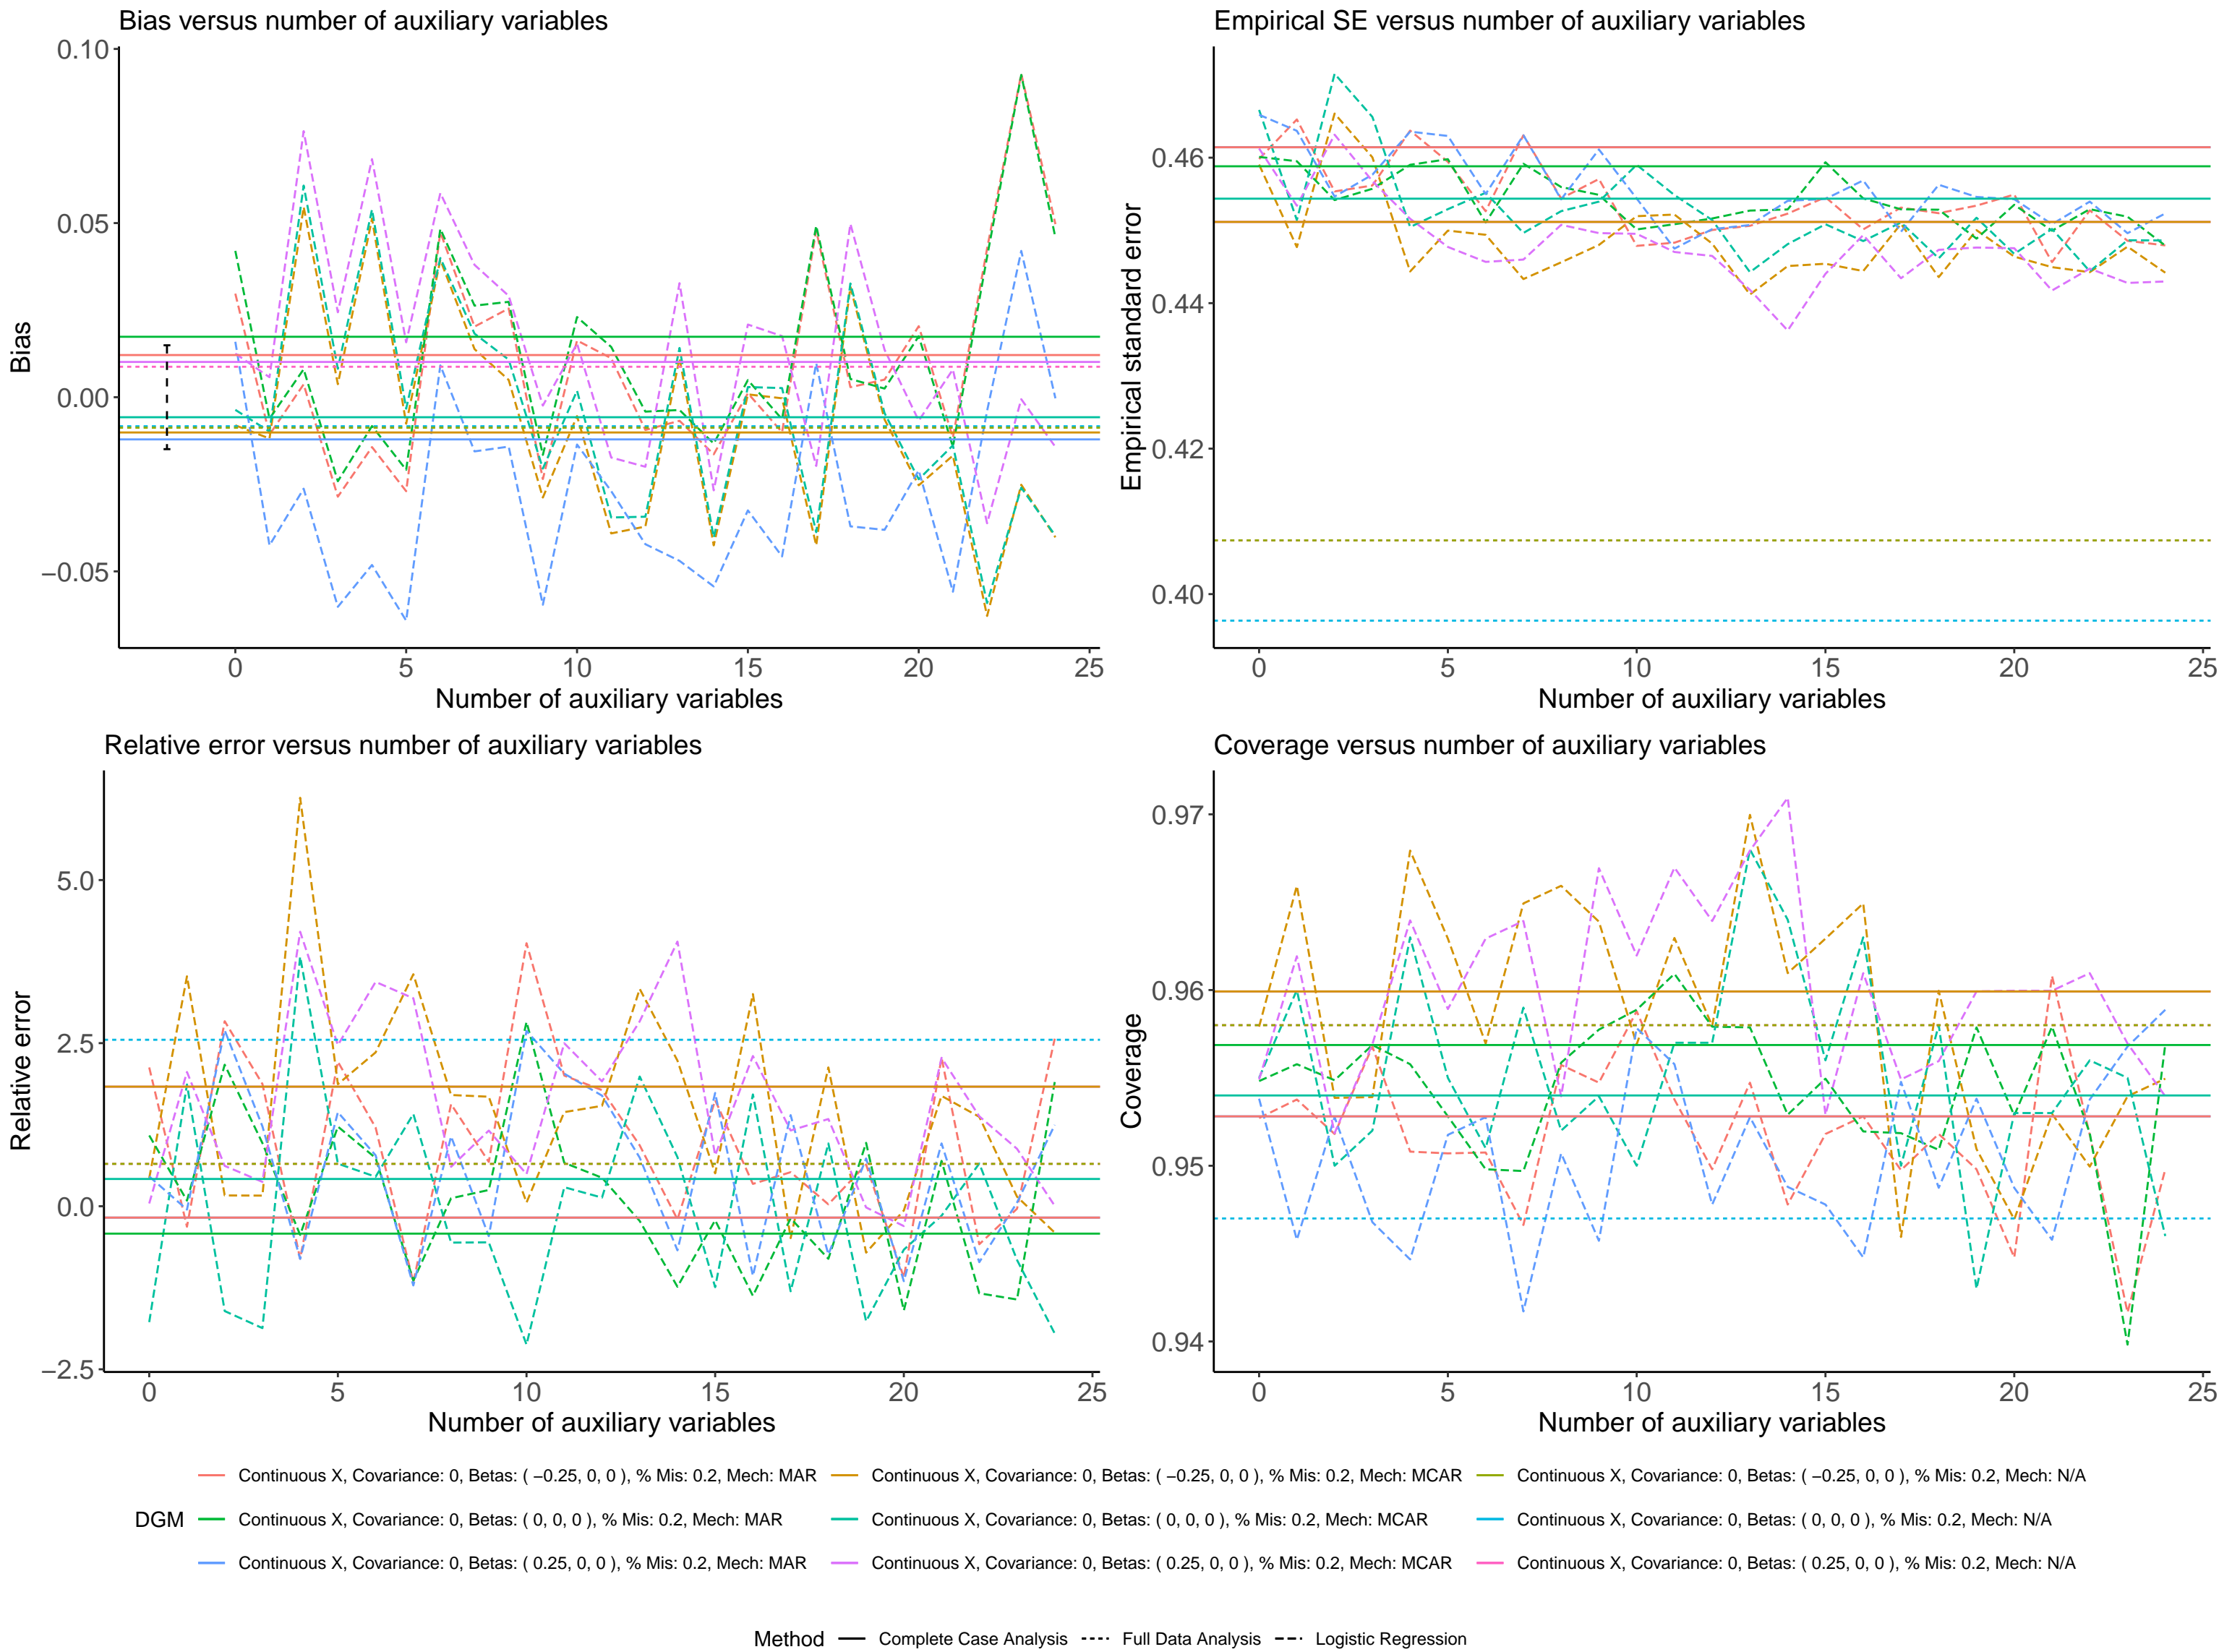 Bias versus number of auxiliary variables
0.10
0.05
0.00
−0.05
Bias
0 5 10 15 20 25
Number of auxiliary variables
Empirical SE versus number of auxiliary variables
0.46
0.44
0.42
0.40
Empirical standard error
0 5 10 15 20 25
Number of auxiliary variables
Relative error versus number of auxiliary variables
5.0
2.5
0.0
−2.5
Relative error
0 5 10 15 20 25
Number of auxiliary variables
Coverage versus number of auxiliary variables
0.97
0.96
0.95
0.94
Coverage
0 5 10 15 20 25
Number of auxiliary variables
DGM
Continuous X, Covariance: 0, Betas: ( −0.25, 0, 0 ), % Mis: 0.2, Mech: MAR
Continuous X, Covariance: 0, Betas: ( −0.25, 0, 0 ), % Mis: 0.2, Mech: MCAR
Continuous X, Covariance: 0, Betas: ( −0.25, 0, 0 ), % Mis: 0.2, Mech: N/A
Continuous X, Covariance: 0, Betas: ( 0, 0, 0 ), % Mis: 0.2, Mech: MAR
Continuous X, Covariance: 0, Betas: ( 0, 0, 0 ), % Mis: 0.2, Mech: MCAR
Continuous X, Covariance: 0, Betas: ( 0, 0, 0 ), % Mis: 0.2, Mech: N/A
Continuous X, Covariance: 0, Betas: ( 0.25, 0, 0 ), % Mis: 0.2, Mech: MAR
Continuous X, Covariance: 0, Betas: ( 0.25, 0, 0 ), % Mis: 0.2, Mech: MCAR
Continuous X, Covariance: 0, Betas: ( 0.25, 0, 0 ), % Mis: 0.2, Mech: N/A
Method Complete Case Analysis Full Data Analysis Logistic Regression